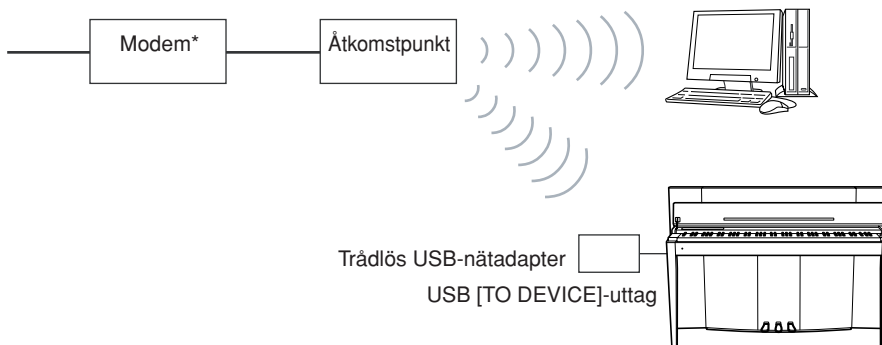 Modem*
Åtkomstpunkt
Trådlös USB-nätadapter
USB [TO DEVICE]-uttag